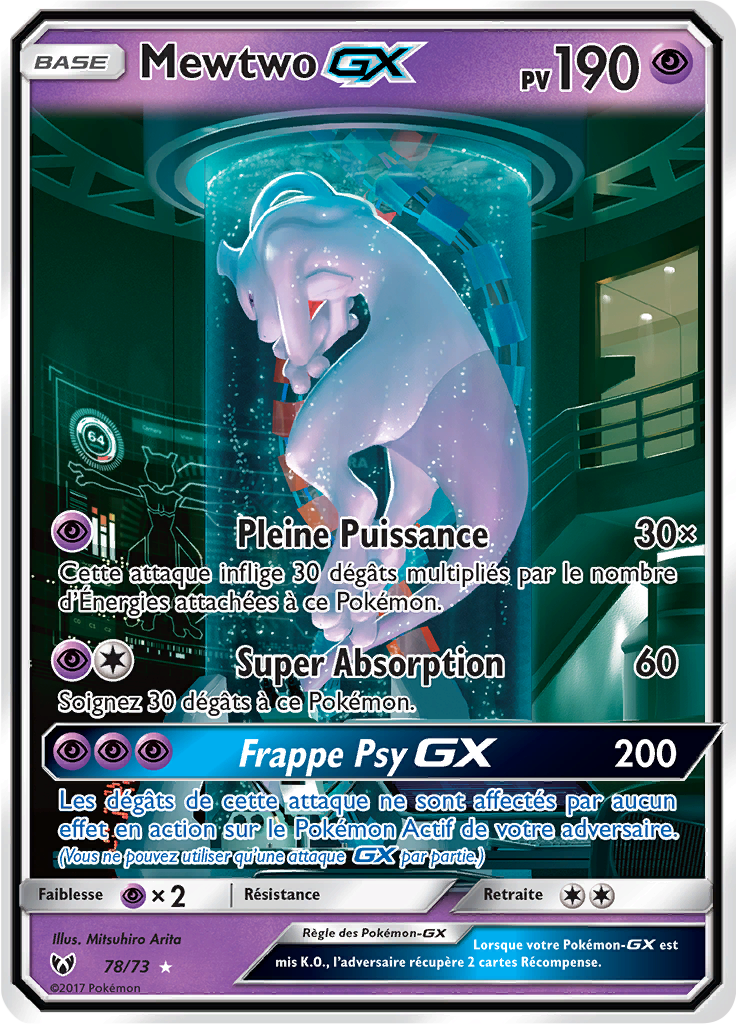 BASE Mewtwo GX PV 190
64
Pleine Puissance 30×
Cette attaque inflige 30 dégâts multipliés par le nombre
d'Énergies attachées à ce Pokémon.
Super Absorption 60
Soignez 30 dégâts à ce Pokémon.
Frappe Psy GX 200
Les dégâts de cette attaque ne sont affectés par aucun
effet en action sur le Pokémon Actif de votre adversaire.
(Vous ne pouvez utiliser qu'une attaque GX par partie.)
Faiblesse ×2 Résistance Retraite
Illus. Mitsuhiro Arita
78/73
©2017 Pokémon
Règle des Pokémon-GX
Lorsque votre Pokémon-GX est
mis K.O., l'adversaire récupère 2 cartes Récompense.